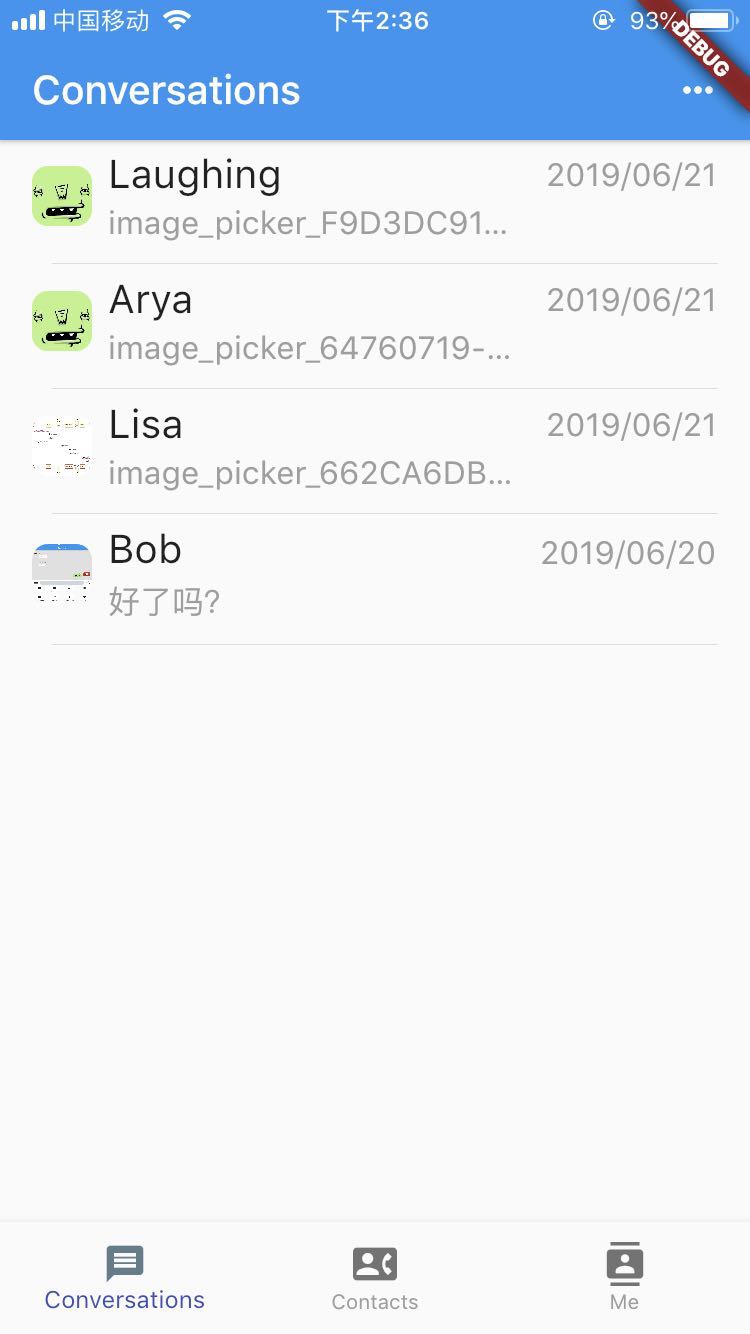 中国移动 下午2:36 93%
DEBUG
Conversations
Laughing 2019/06/21
image_picker_F9D3DC91...
Arya 2019/06/21
image_picker_64760719-...
Lisa 2019/06/21
image_picker_662CA6DB...
Bob 2019/06/20
好了吗?
Conversations Contacts Me